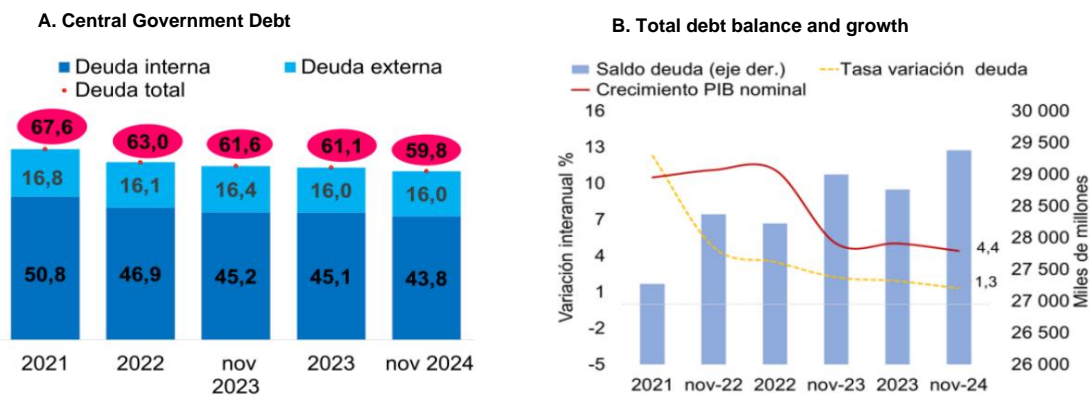 A. Central Government Debt
Deuda interna
Deuda externa
Deuda total
67,6
63,0
61,6
61,1
59,8
16,8
16,1
16,4
16,0
16,0
50,8
46,9
45,2
45,1
43,8
2021
2022
nov
2023
2023
nov 2024
B. Total debt balance and growth
Saldo deuda (eje der.)
Tasa variación deuda
Crecimiento PIB nominal
Variación interanual %
16
13
10
7
4
1
-2
-5
4,4
1,3
30 000
29 500
29 000
28 500
28 000
27 500
27 000
26 500
26 000
Miles de millones
2021
nov-22
2022
nov-23
2023
nov-24